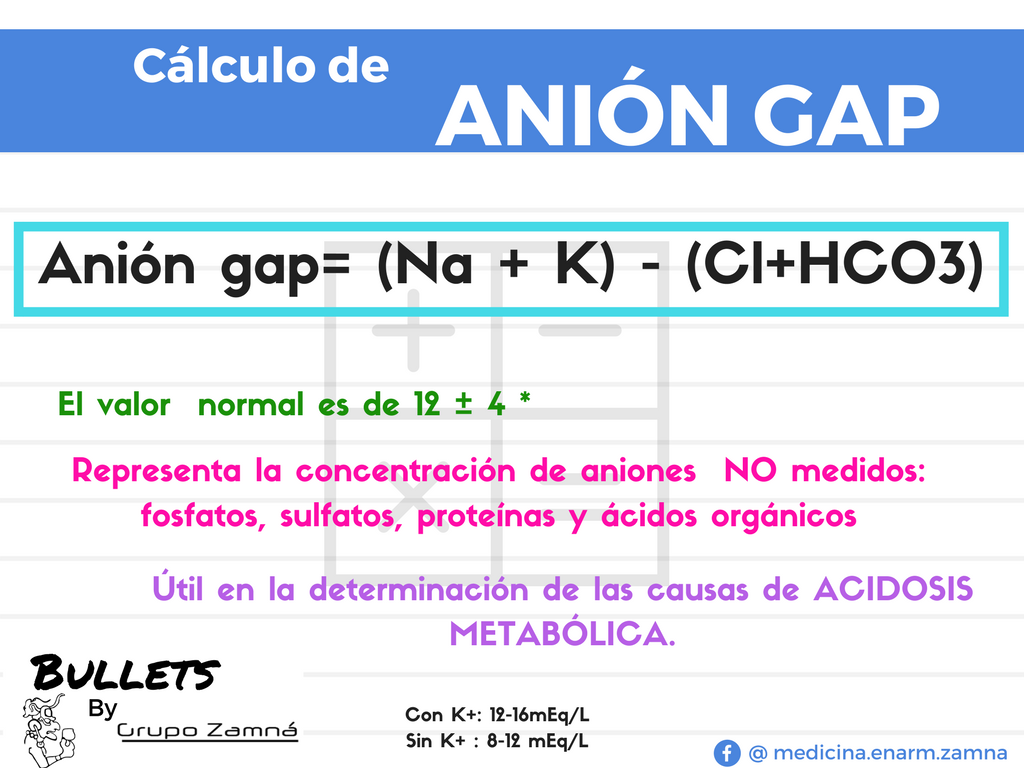 Cálculo de
ANIÓN GAP
Anión gap= (Na + K) - (Cl+HCO3)
El valor normal es de 12 ± 4 *
Representa la concentración de aniones NO medidos:
fosfatos, sulfatos, proteínas y ácidos orgánicos
Útil en la determinación de las causas de ACIDOSIS
METABÓLICA.
BULLETS
By
Grupo Zamná
Con K+: 12-16mEq/L
Sin K+ : 8-12 mEq/L
@ medicina.enarm.zamna